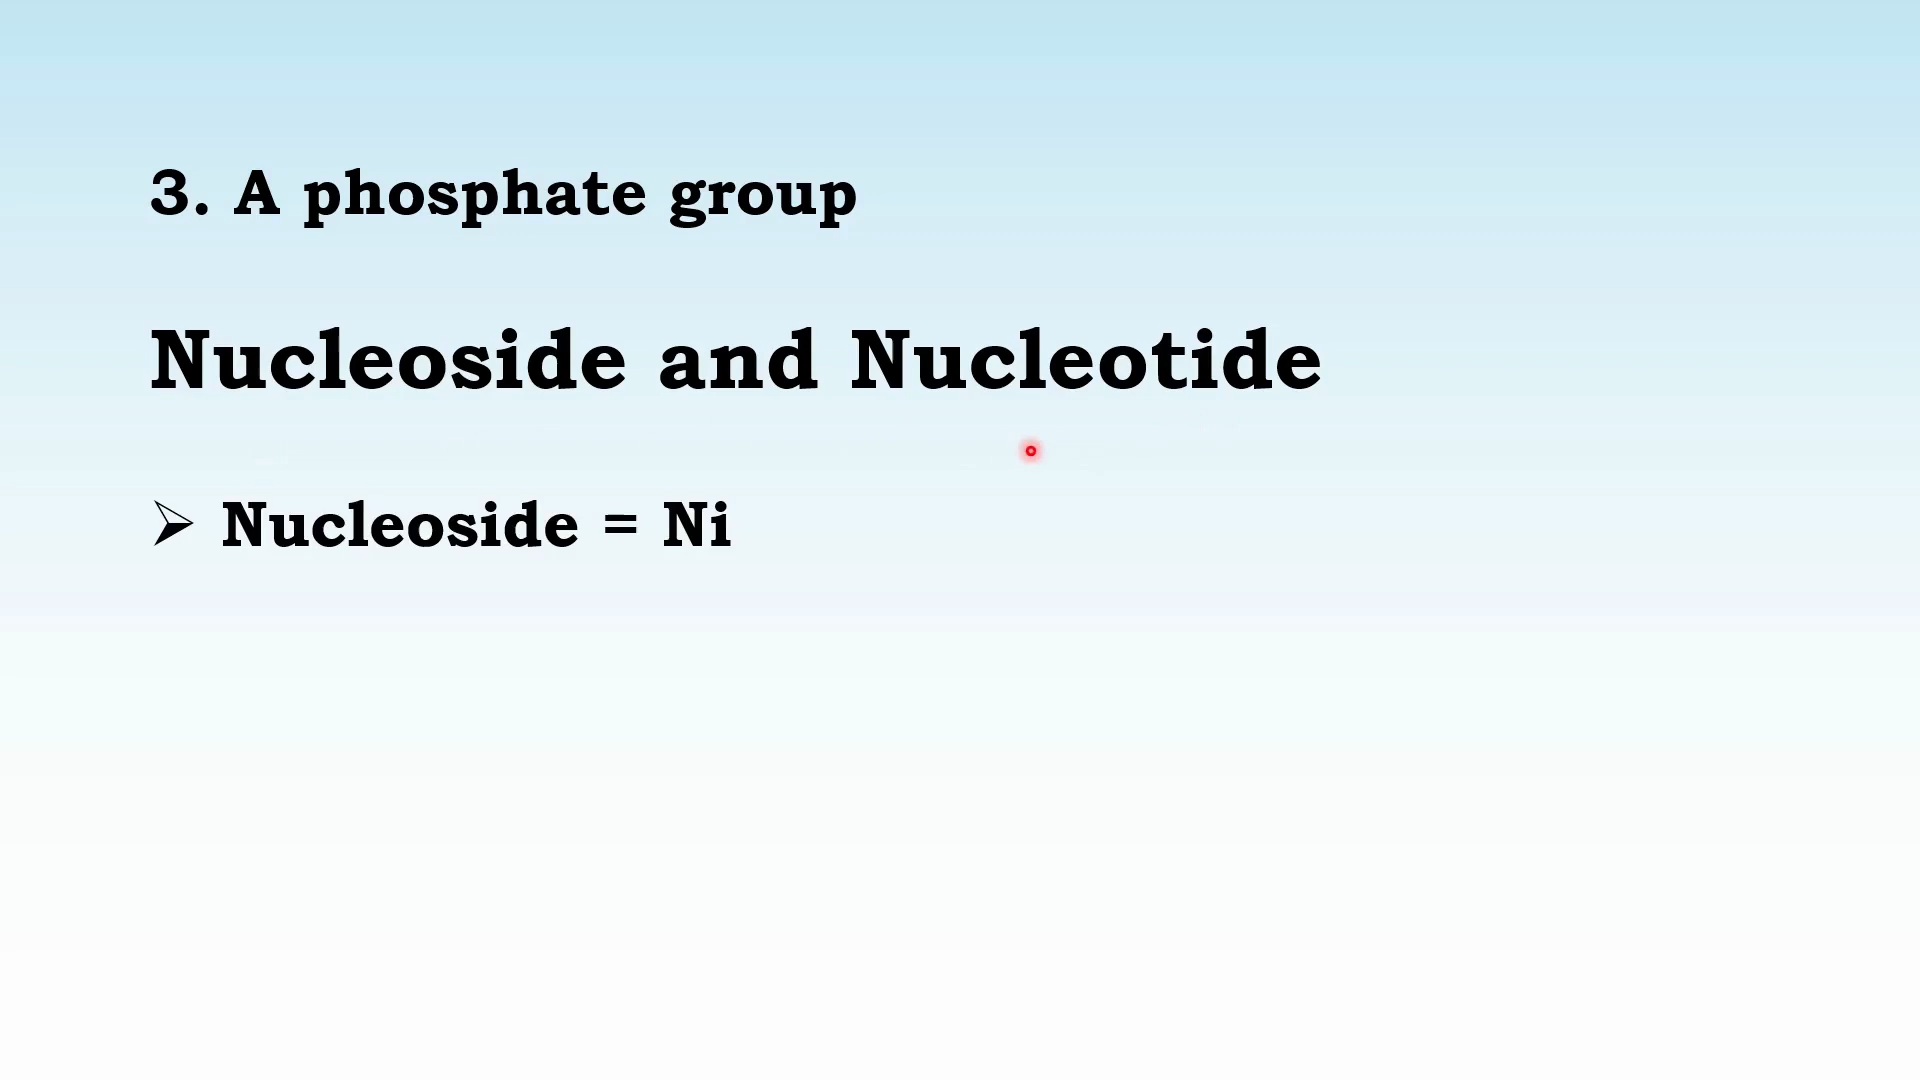 3. A phosphate group
Nucleoside and Nucleotide
➢ Nucleoside = Ni